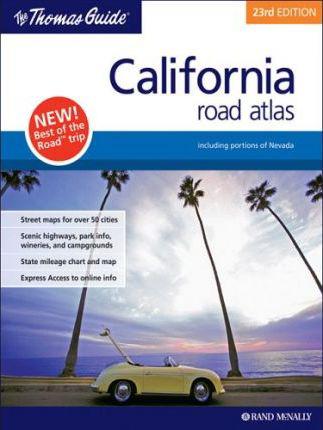 The Thomas Guide®
23rd EDITION
California
road atlas
including portions of Nevada
NEW!
Best of the
Road™ trip
Street maps for over 50 cities
Scenic highways, park info,
wineries, and campgrounds
State mileage chart and map
Express Access to online info
RAND MCNALLY